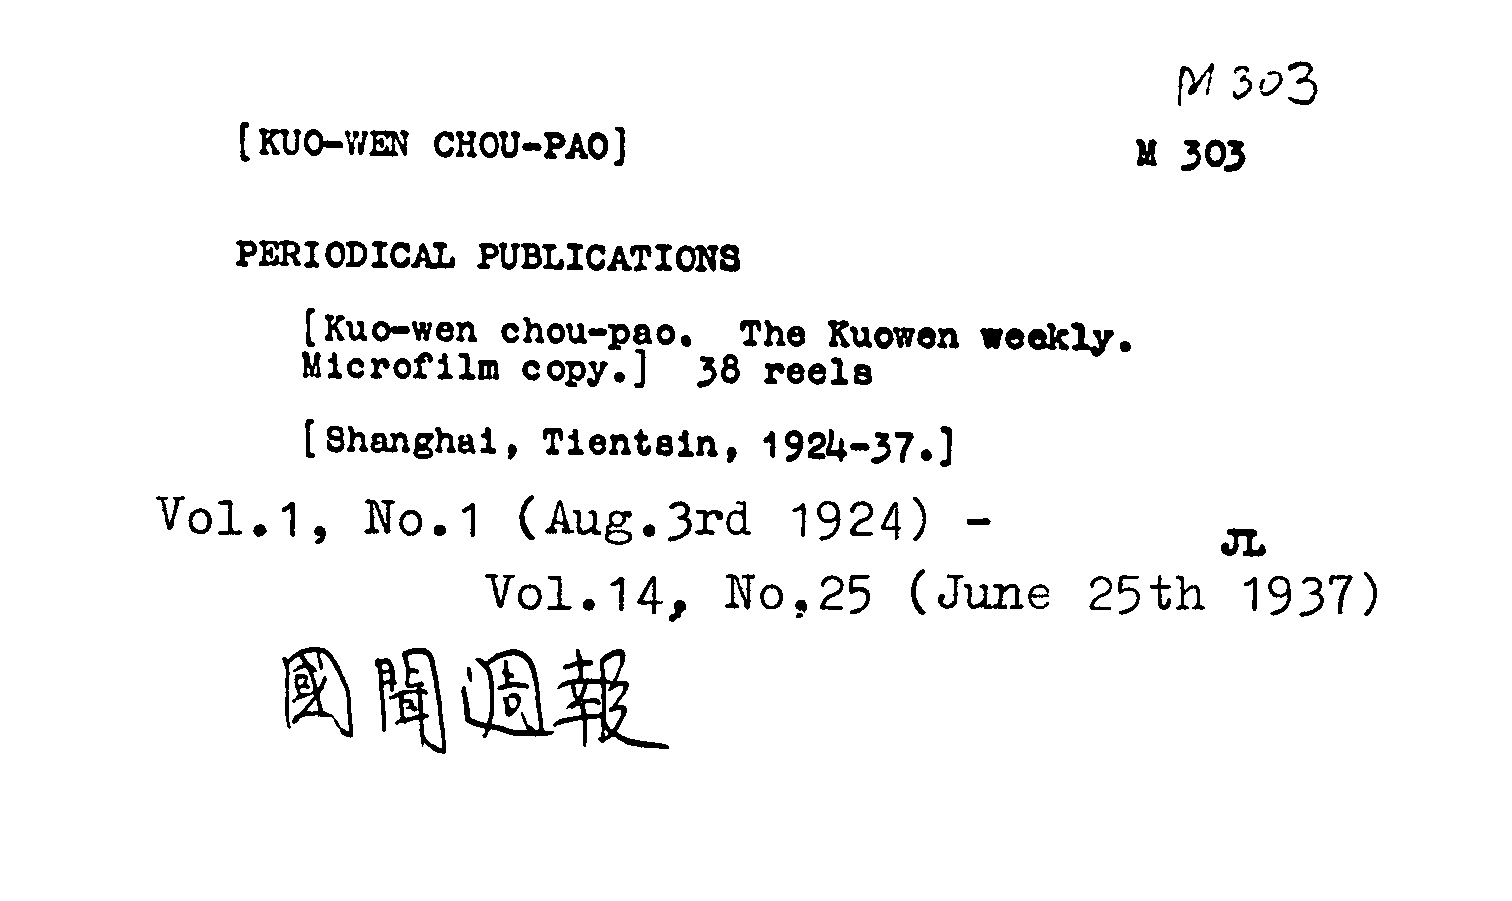 M 303
[KUO-WEN CHOU-PAO]
M 303
PERIODICAL PUBLICATIONS
[Kuo-wen chou-pao. The Kuowen weekly.
Microfilm copy.] 38 reels
[Shanghai, Tientsin, 1924-37.]
Vol.1, No.1 (Aug.3rd 1924) -
JL
Vol.14, No.25 (June 25th 1937)
國聞週報